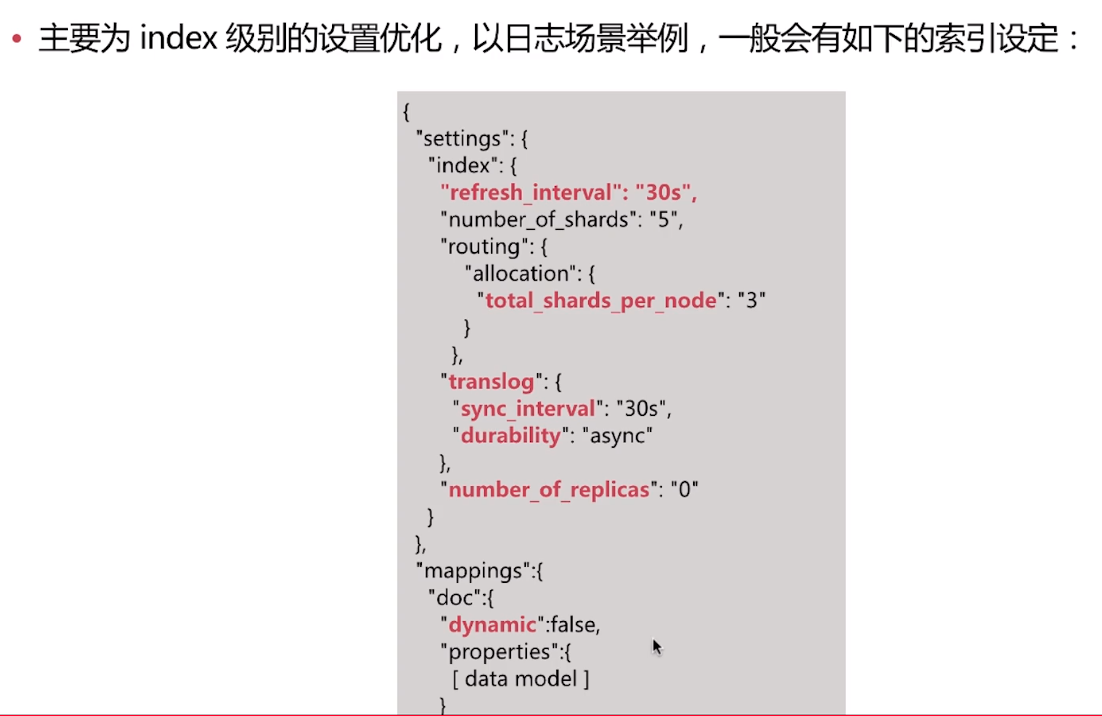 • 主要为 index 级别的设置优化，以日志场景举例，一般会有如下的索引设定：
{
"settings": {
"index": {
"refresh_interval": "30s",
"number_of_shards": "5",
"routing": {
"allocation": {
"total_shards_per_node": "3"
}
},
"translog": {
"sync_interval": "30s",
"durability": "async"
},
"number_of_replicas": "0"
}
},
"mappings":{
"doc":{
"dynamic":false,
"properties":{
[ data model ]
}